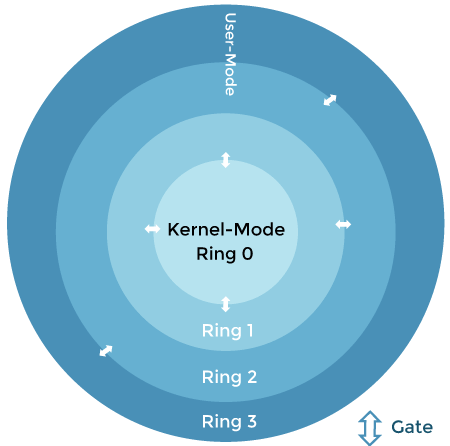 User-Mode
Kernel-Mode
Ring 0
Ring 1
Ring 2
Ring 3
Gate